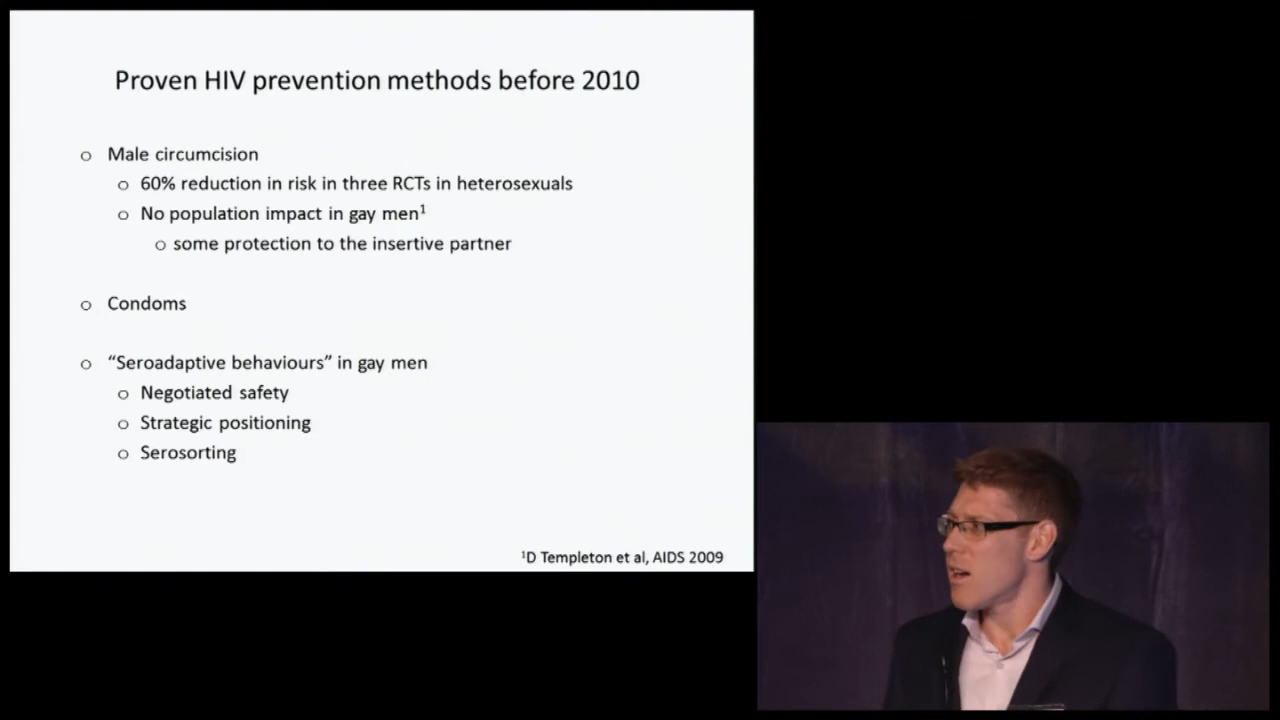 Proven HIV prevention methods before 2010
o Male circumcision
o 60% reduction in risk in three RCTs in heterosexuals
o No population impact in gay men¹
o some protection to the insertive partner
o Condoms
o “Seroadaptive behaviours” in gay men
o Negotiated safety
o Strategic positioning
o Serosorting
¹D Templeton et al, AIDS 2009